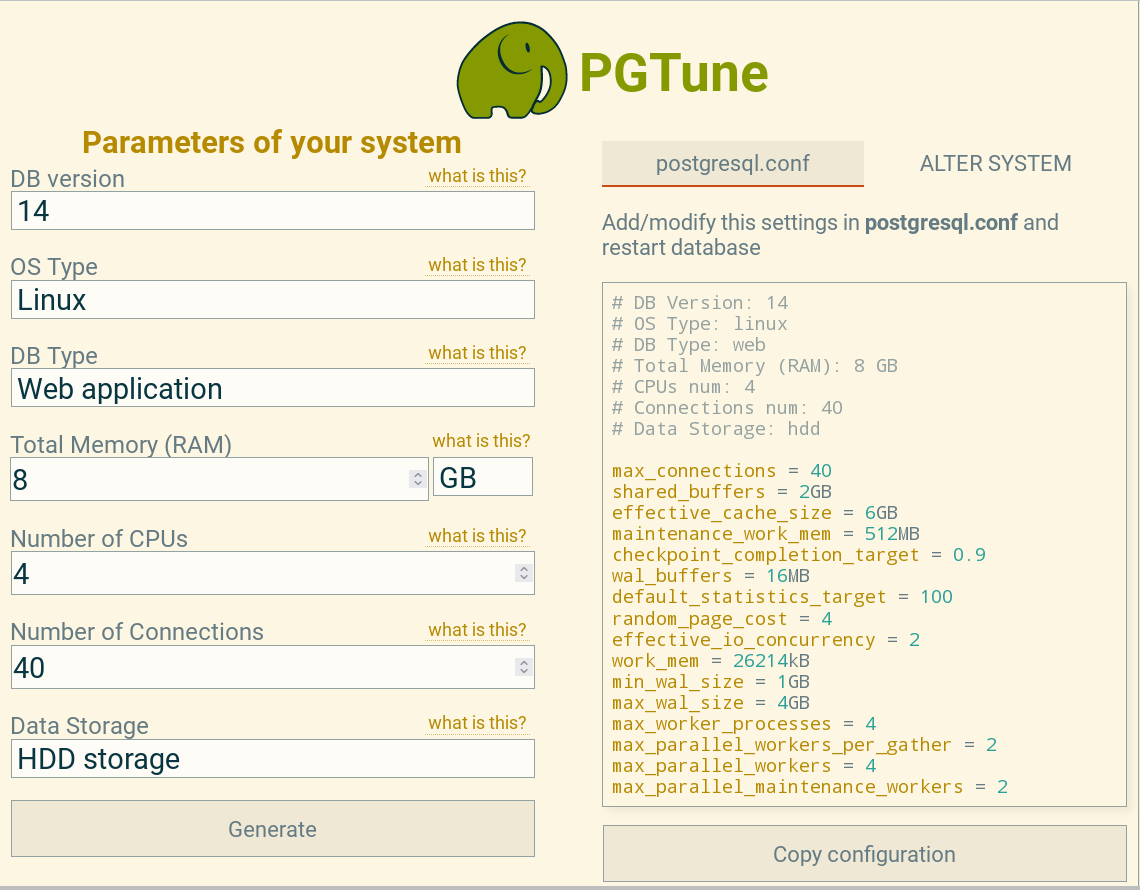 PGTune
Parameters of your system
DB version what is this?
14
OS Type what is this?
Linux
DB Type what is this?
Web application
Total Memory (RAM) what is this?
8 GB
Number of CPUs what is this?
4
Number of Connections what is this?
40
Data Storage what is this?
HDD storage
Generate
postgresql.conf ALTER SYSTEM
Add/modify this settings in postgresql.conf and
restart database
# DB Version: 14
# OS Type: linux
# DB Type: web
# Total Memory (RAM): 8 GB
# CPUs num: 4
# Connections num: 40
# Data Storage: hdd
max_connections = 40
shared_buffers = 2GB
effective_cache_size = 6GB
maintenance_work_mem = 512MB
checkpoint_completion_target = 0.9
wal_buffers = 16MB
default_statistics_target = 100
random_page_cost = 4
effective_io_concurrency = 2
work_mem = 26214kB
min_wal_size = 1GB
max_wal_size = 4GB
max_worker_processes = 4
max_parallel_workers_per_gather = 2
max_parallel_workers = 4
max_parallel_maintenance_workers = 2
Copy configuration